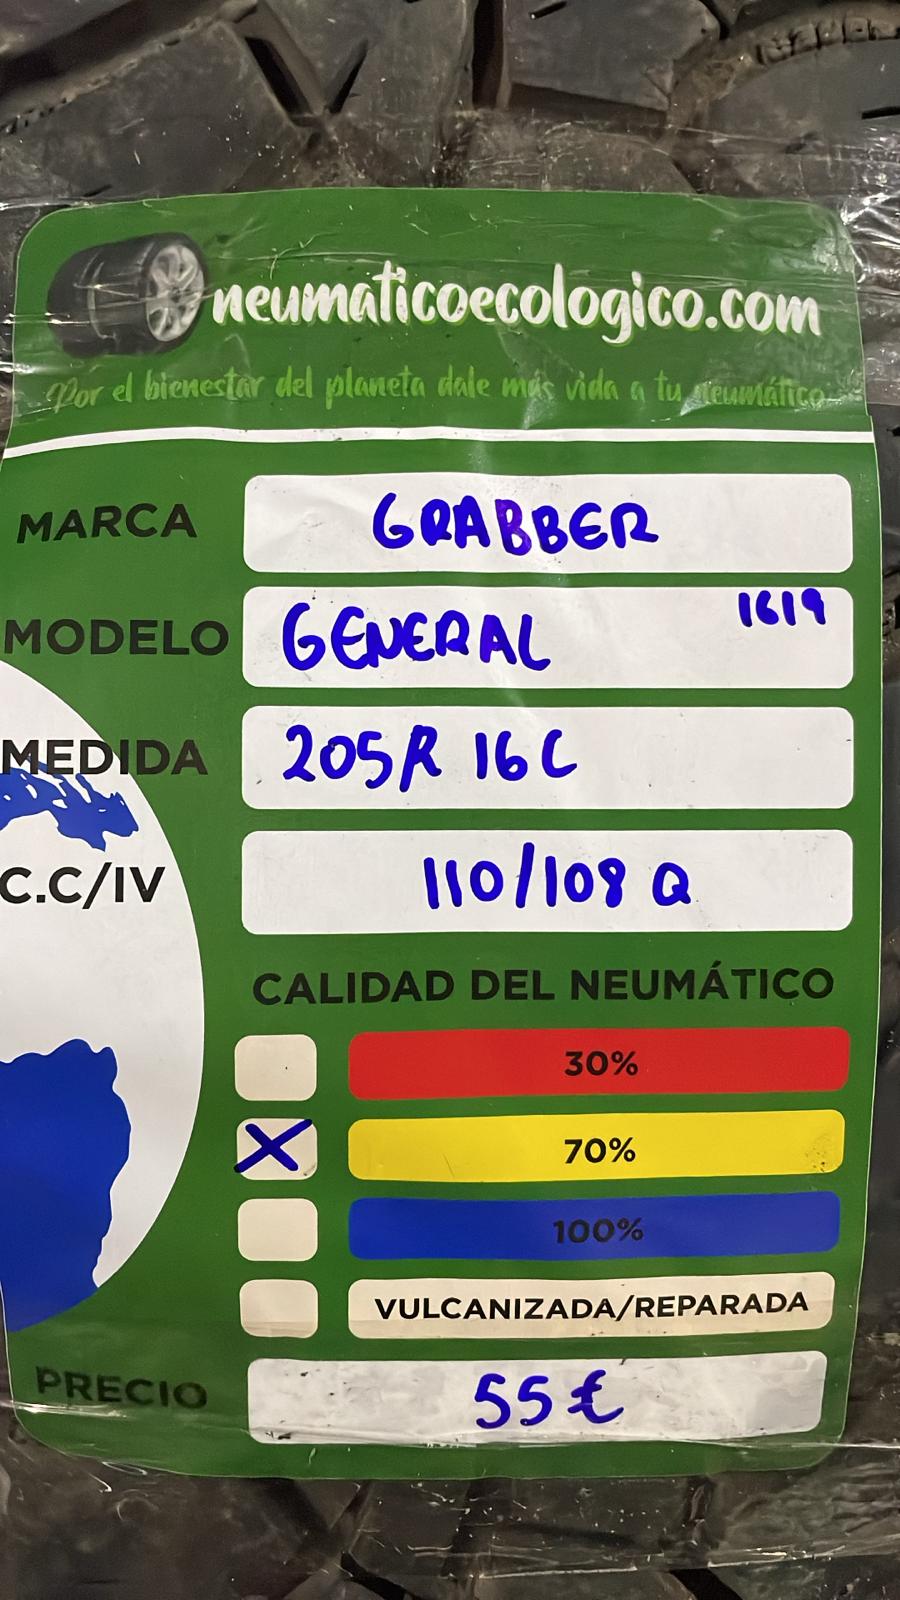 neumaticoecologico.com
Por el bienestar del planeta dale más vida a tu neumático
MARCA GRABBER
MODELO GENERAL 1619
MEDIDA 205R 16C
C.C/IV 110/108 Q
CALIDAD DEL NEUMÁTICO
30%
X 70%
100%
VULCANIZADA/REPARADA
PRECIO 55€